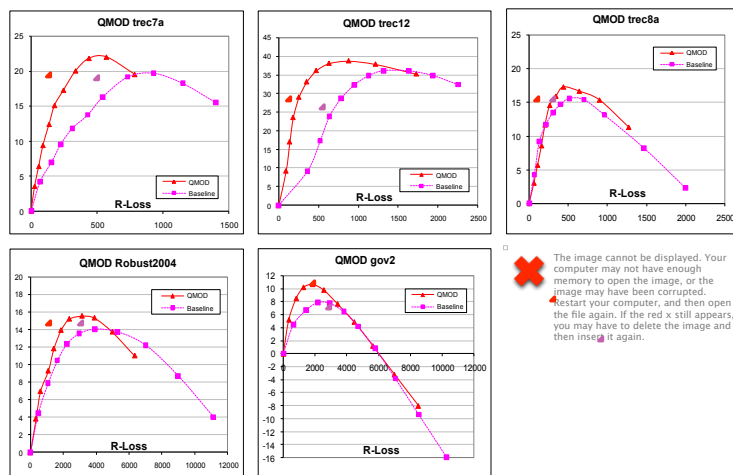 QMOD trec7a
25
20
15
10
5
0
0 500 1000 1500
R-Loss
QMOD
Baseline
QMOD trec12
45
40
35
30
25
20
15
10
5
0
0 500 1000 1500 2000 2500
R-Loss
QMOD
Baseline
QMOD trec8a
25
20
15
10
5
0
0 500 1000 1500 2000 2500
R-Loss
QMOD
Baseline
QMOD Robust2004
20
18
16
14
12
10
8
6
4
2
0
0 2000 4000 6000 8000 10000 12000
R-Loss
QMOD
Baseline
QMOD gov2
12
10
8
6
4
2
0
-2
-4
-6
-8
-10
-12
-14
-16
0 2000 4000 6000 8000 10000 12000
R-Loss
QMOD
Baseline
The image cannot be displayed. Your
computer may not have enough
memory to open the image, or the
image may have been corrupted.
Restart your computer, and then open
the file again. If the red x still appears,
you may have to delete the image and
then insert it again.